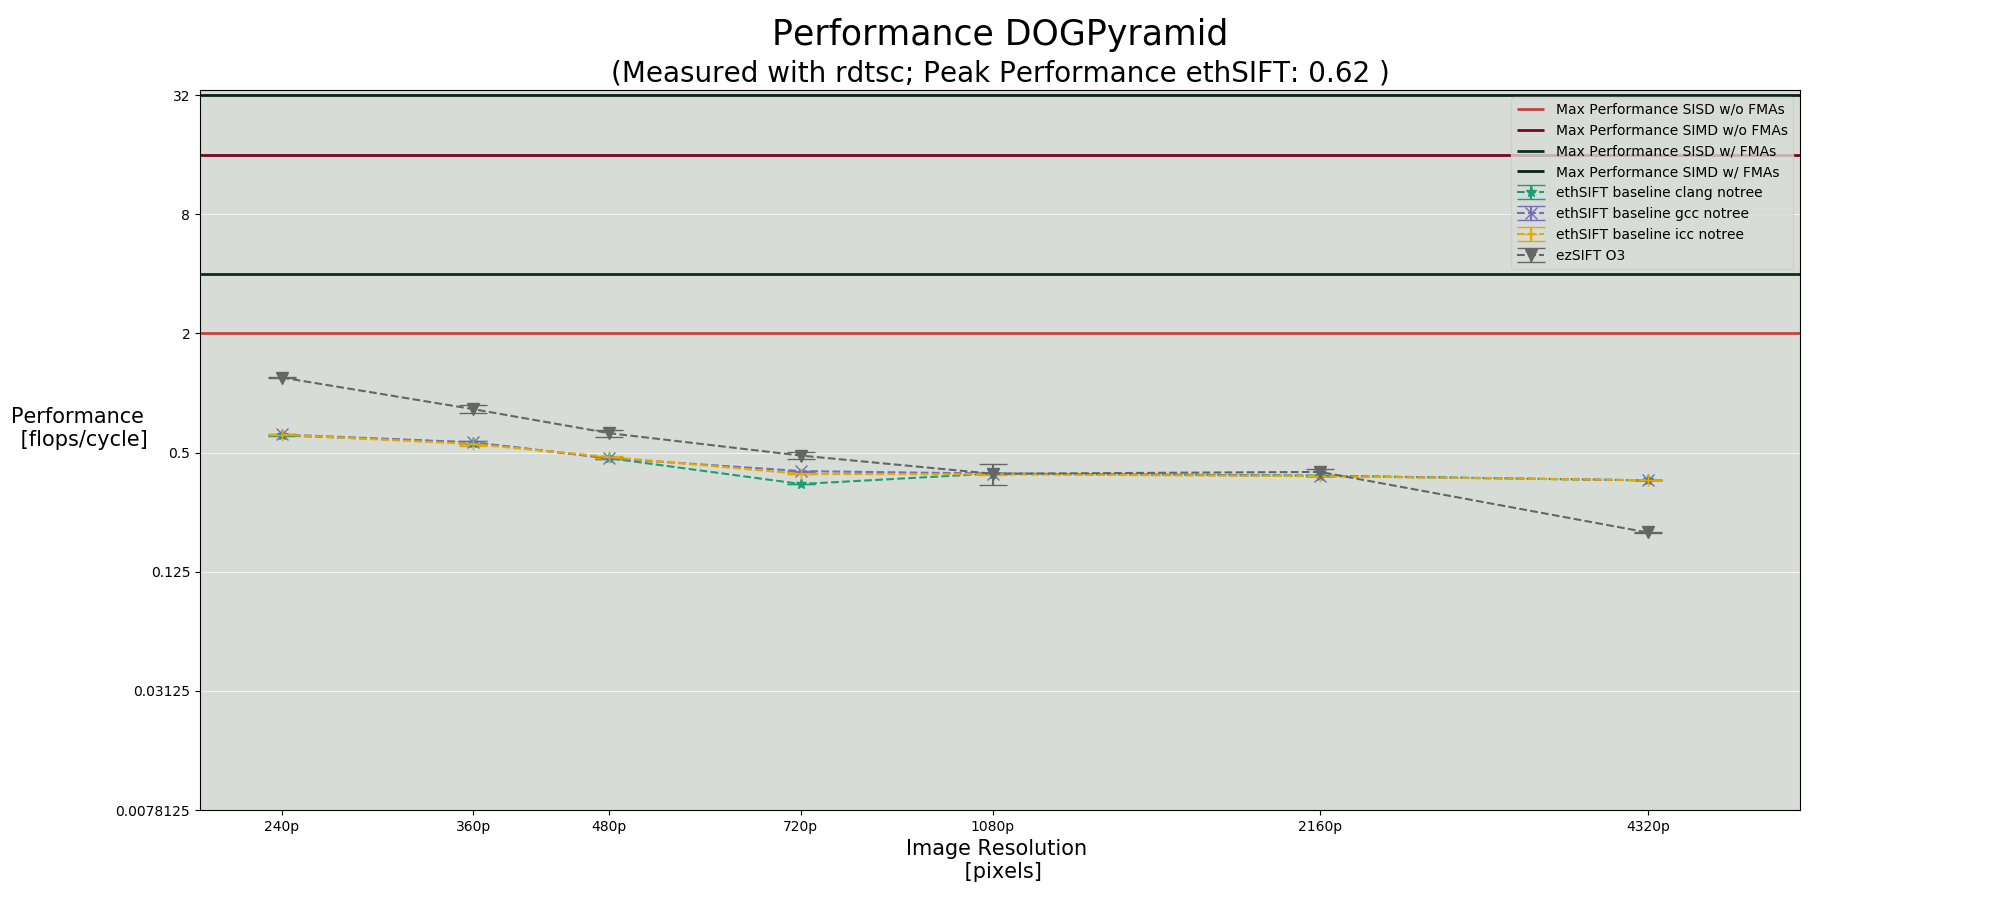 Performance DOGPyramid
(Measured with rdtsc; Peak Performance ethSIFT: 0.62 )
32
8
2
0.5
0.125
0.03125
0.0078125
Performance
[flops/cycle]
Max Performance SISD w/o FMAs
Max Performance SIMD w/o FMAs
Max Performance SISD w/ FMAs
Max Performance SIMD w/ FMAs
ethSIFT baseline clang notree
ethSIFT baseline gcc notree
ethSIFT baseline icc notree
ezSIFT O3
240p 360p 480p 720p 1080p 2160p 4320p
Image Resolution
[pixels]